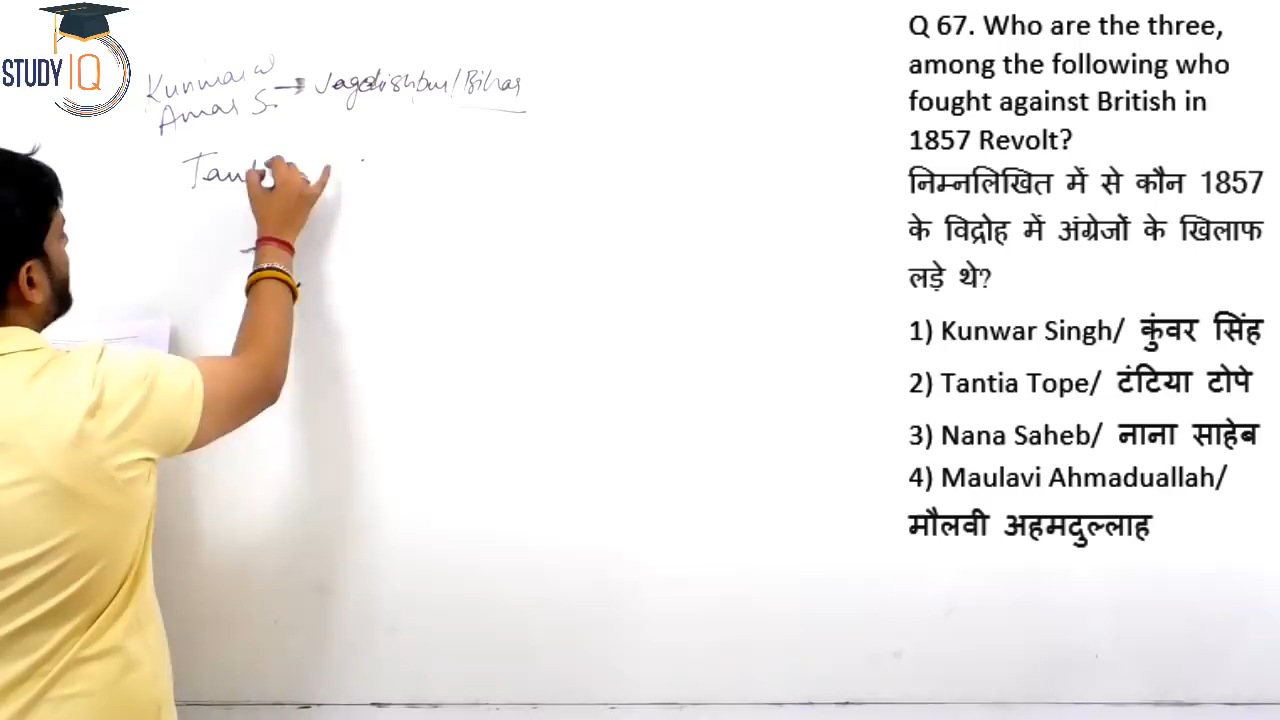 STUDY IQ
Kunwar
Amar S. → Jagdishpur/Bihar
Q 67. Who are the three,
among the following who
fought against British in
1857 Revolt?
निम्नलिखित में से कौन 1857
के विद्रोह में अंग्रेजों के खिलाफ
लड़े थे?
1) Kunwar Singh/ कुंवर सिंह
2) Tantia Tope/ टंटिया टोपे
3) Nana Saheb/ नाना साहेब
4) Maulavi Ahmaduallah/
मौलवी अहमदुल्लाह